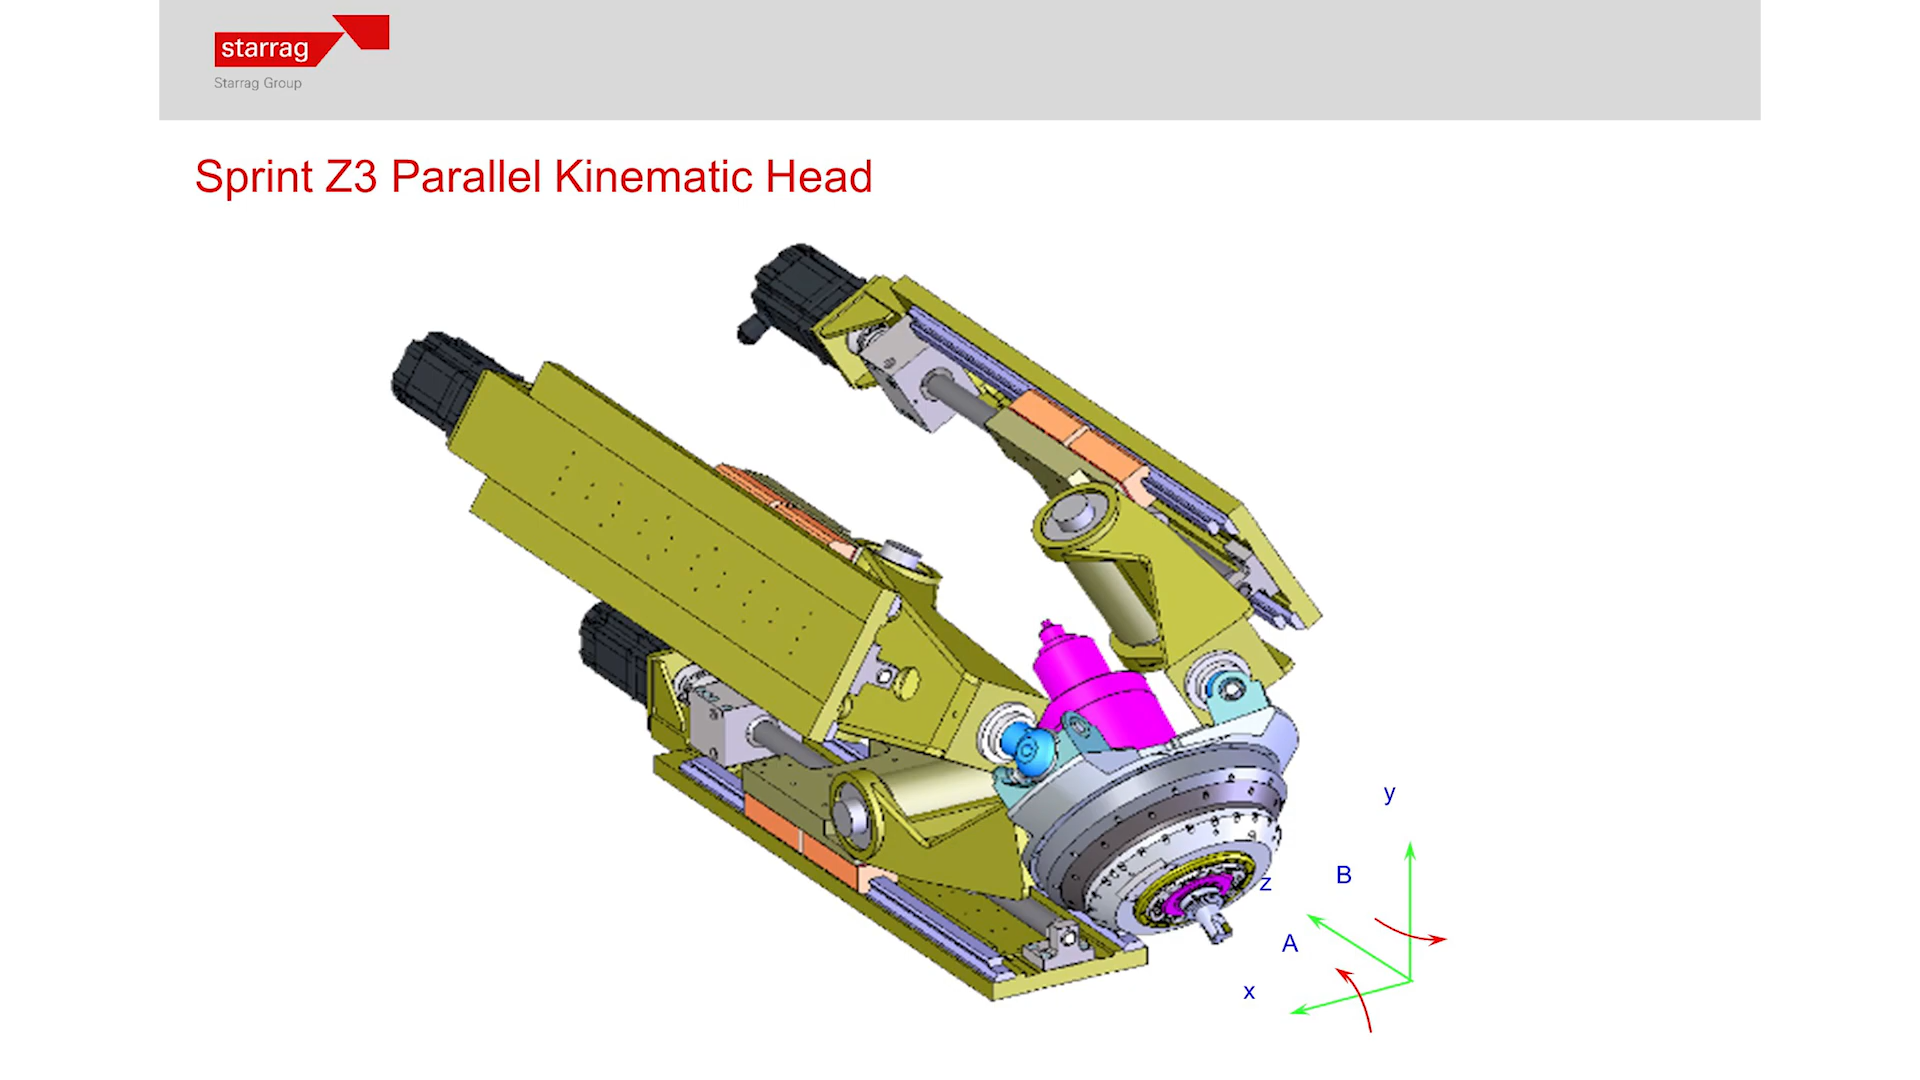 starrag
Starrag Group
Sprint Z3 Parallel Kinematic Head
y
B
z
A
x